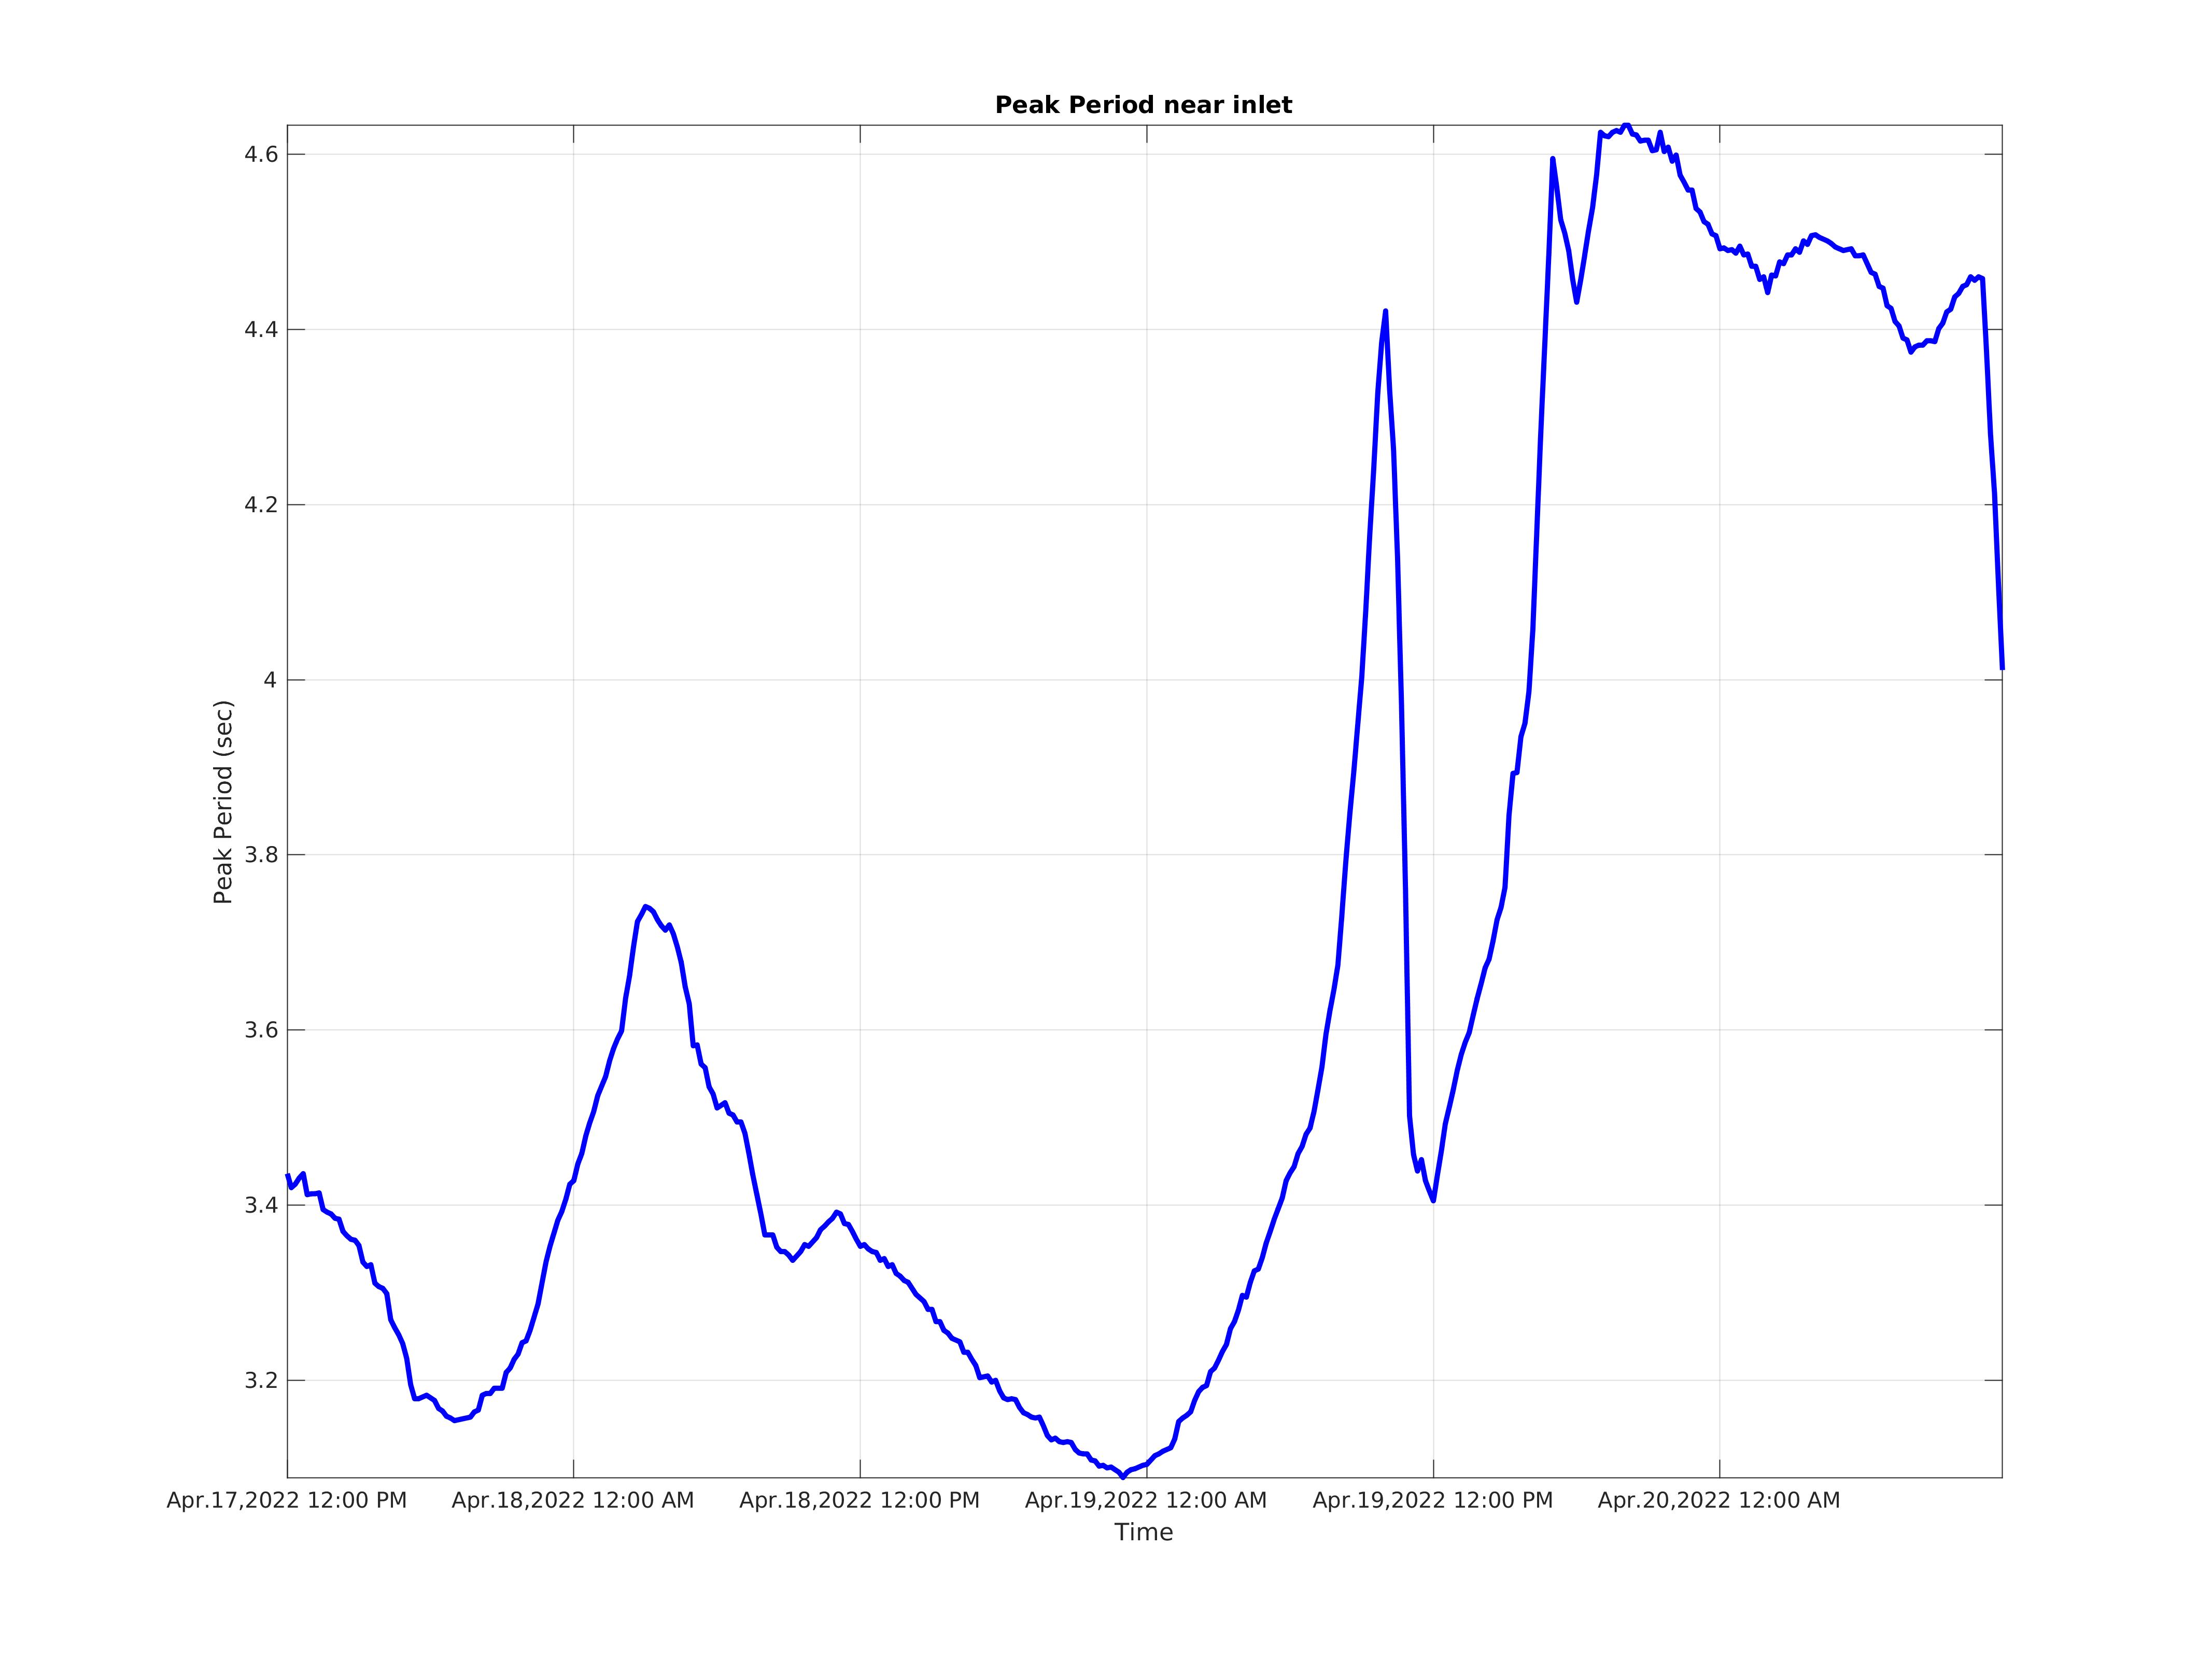 Peak Period near inlet
4.6
4.4
4.2
4
3.8
3.6
3.4
3.2
Peak Period (sec)
Apr.17,2022 12:00 PM Apr.18,2022 12:00 AM Apr.18,2022 12:00 PM Apr.19,2022 12:00 AM Apr.19,2022 12:00 PM Apr.20,2022 12:00 AM
Time